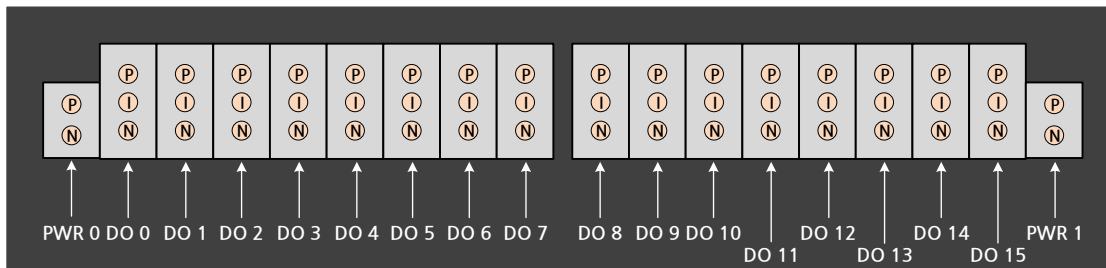 P P P P P P P P P P P P P P P P
P I I I I I I I I I I I I I I I I P
N N N N N N N N N N N N N N N N N N
PWR 0 DO 0 DO 1 DO 2 DO 3 DO 4 DO 5 DO 6 DO 7 DO 8 DO 9 DO 10 DO 12 DO 14 PWR 1
DO 11 DO 13 DO 15